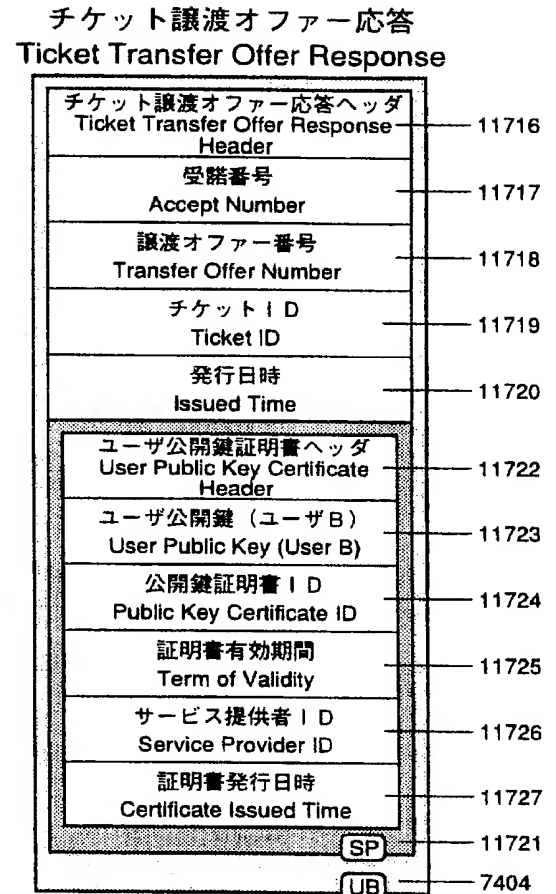 チケット譲渡オファー応答
Ticket Transfer Offer Response
チケット譲渡オファー応答ヘッダ
Ticket Transfer Offer Response
Header
11716
受諾番号
Accept Number
11717
譲渡オファー番号
Transfer Offer Number
11718
チケットID
Ticket ID
11719
発行日時
Issued Time
11720
ユーザ公開鍵証明書ヘッダ
User Public Key Certificate
Header
11722
ユーザ公開鍵（ユーザB）
User Public Key (User B)
11723
公開鍵証明書ID
Public Key Certificate ID
11724
証明書有効期間
Term of Validity
11725
サービス提供者ID
Service Provider ID
11726
証明書発行日時
Certificate Issued Time
11727
SP
11721
UB
7404